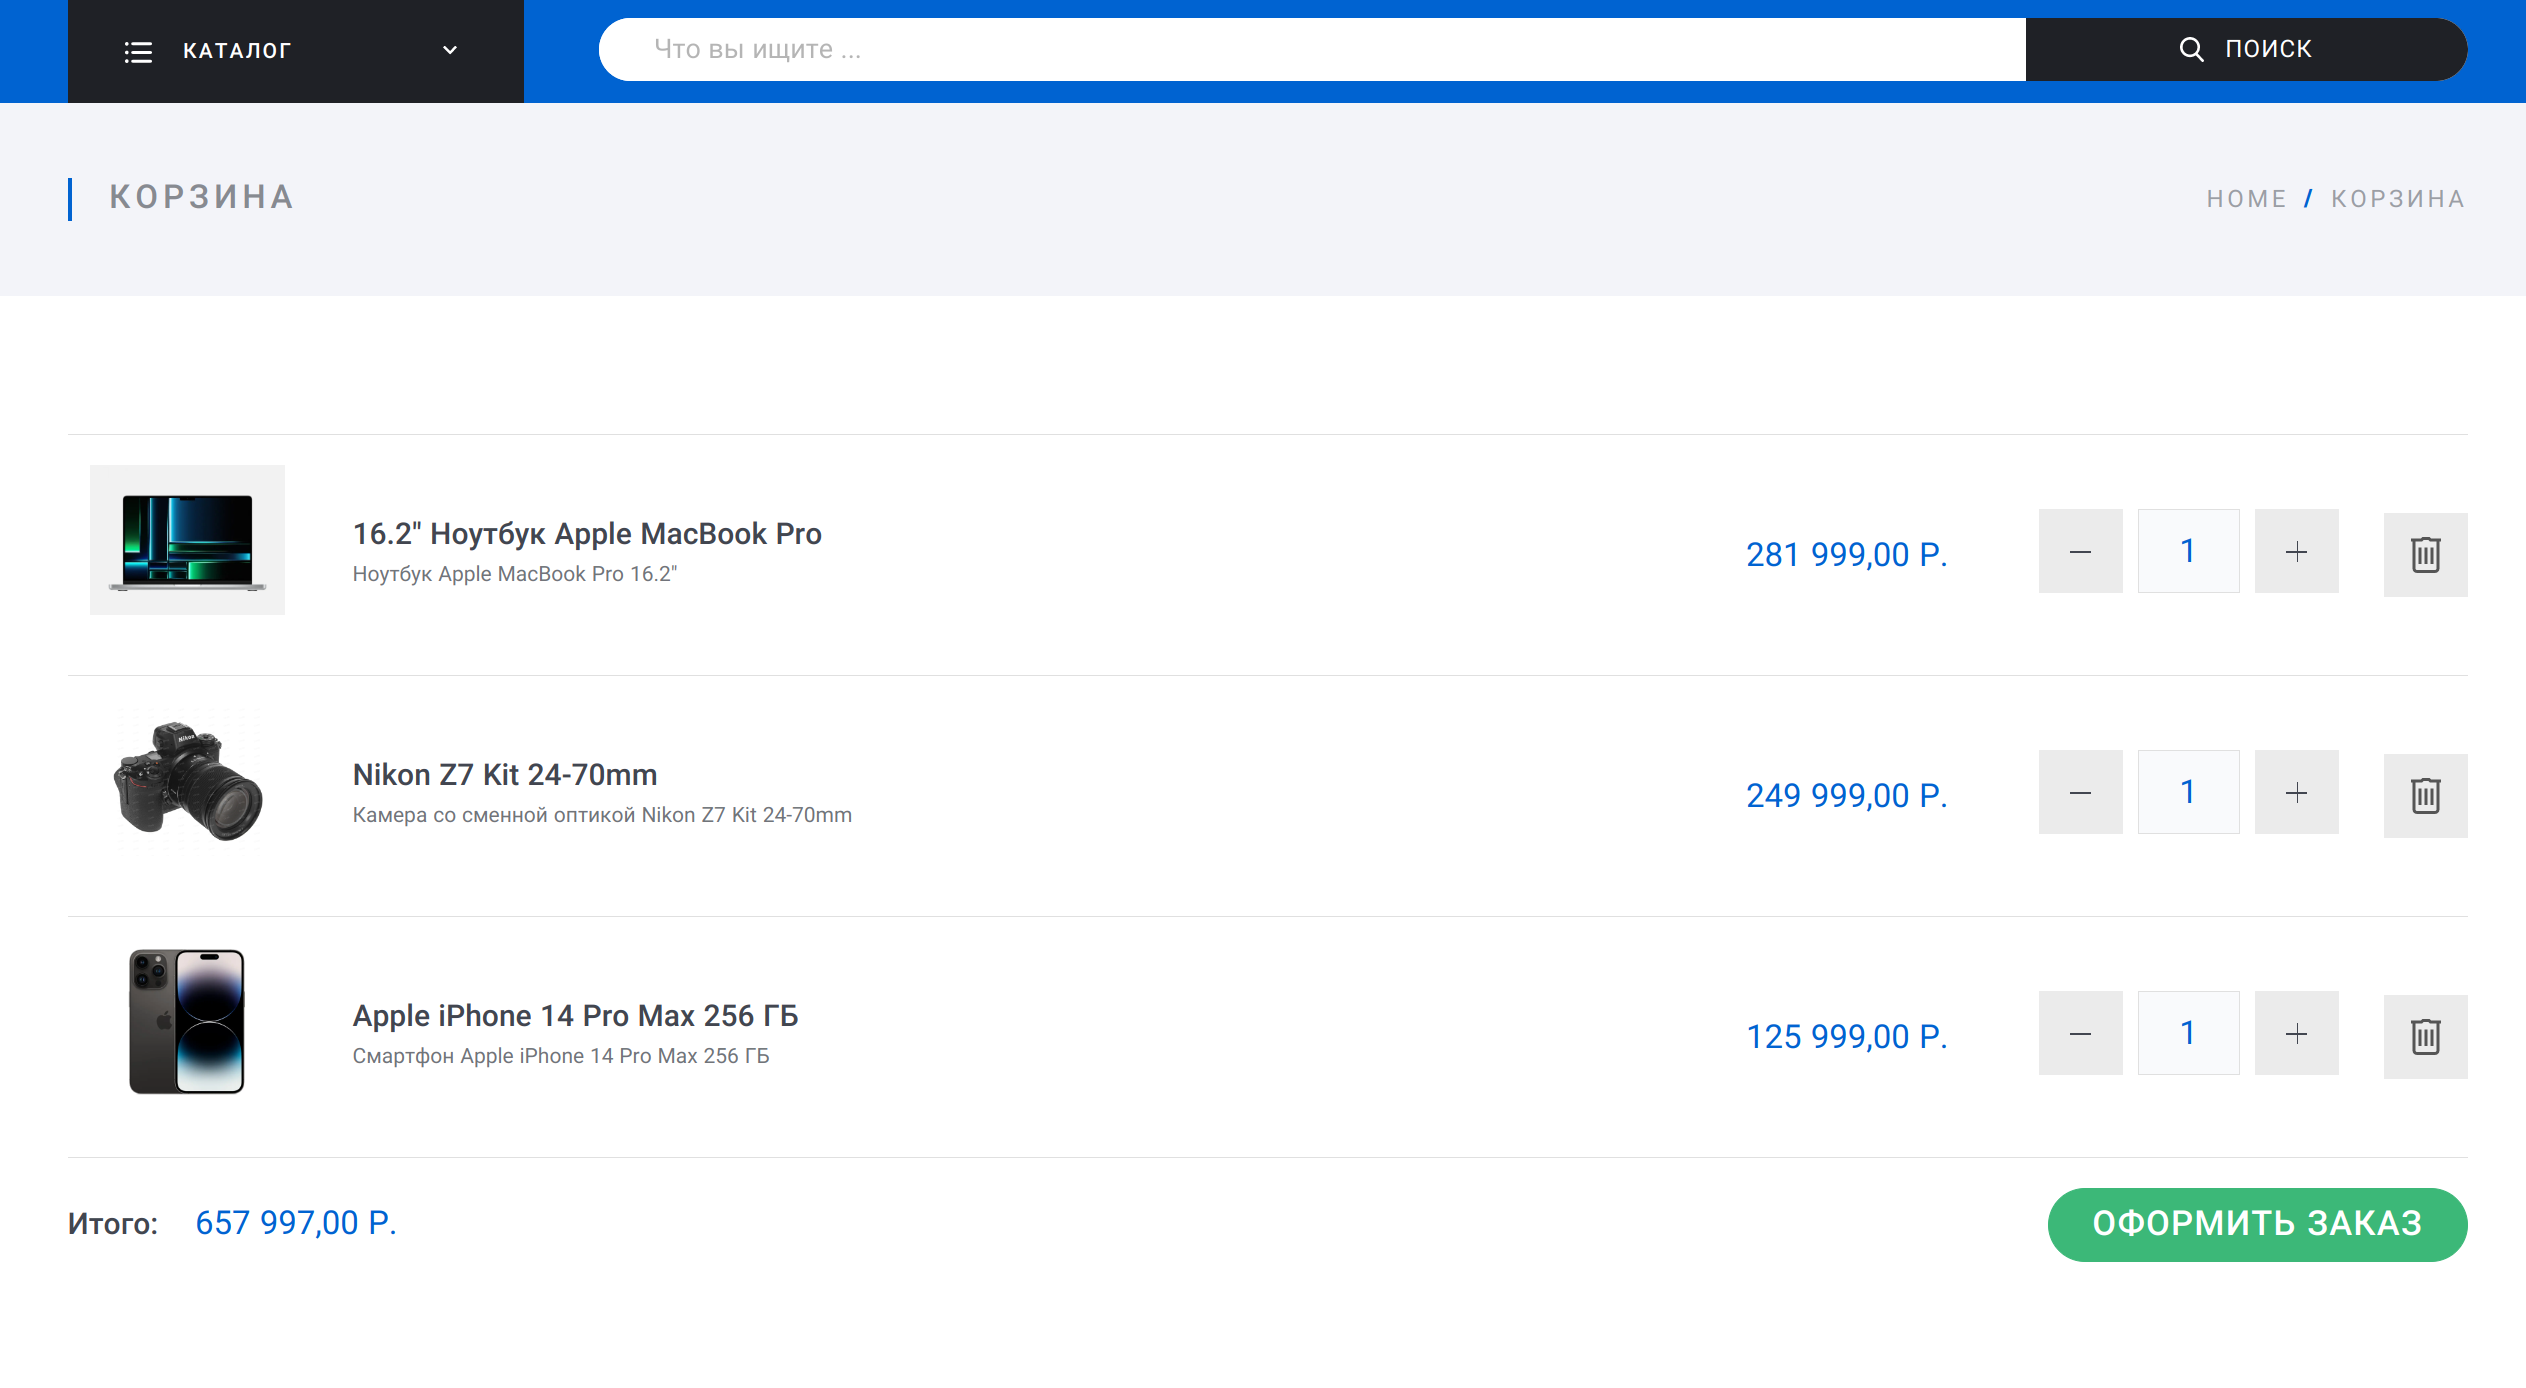 КАТАЛОГ
Что вы ищите ...
ПОИСК
КОРЗИНА
HOME / КОРЗИНА
16.2" Ноутбук Apple MacBook Pro
Ноутбук Apple MacBook Pro 16.2"
281 999,00 Р.
1
Nikon
Nikon Z7 Kit 24-70mm
Камера со сменной оптикой Nikon Z7 Kit 24-70mm
249 999,00 Р.
1
Apple iPhone 14 Pro Max 256 ГБ
Смартфон Apple iPhone 14 Pro Max 256 ГБ
125 999,00 Р.
1
Итого: 657 997,00 Р.
ОФОРМИТЬ ЗАКАЗ